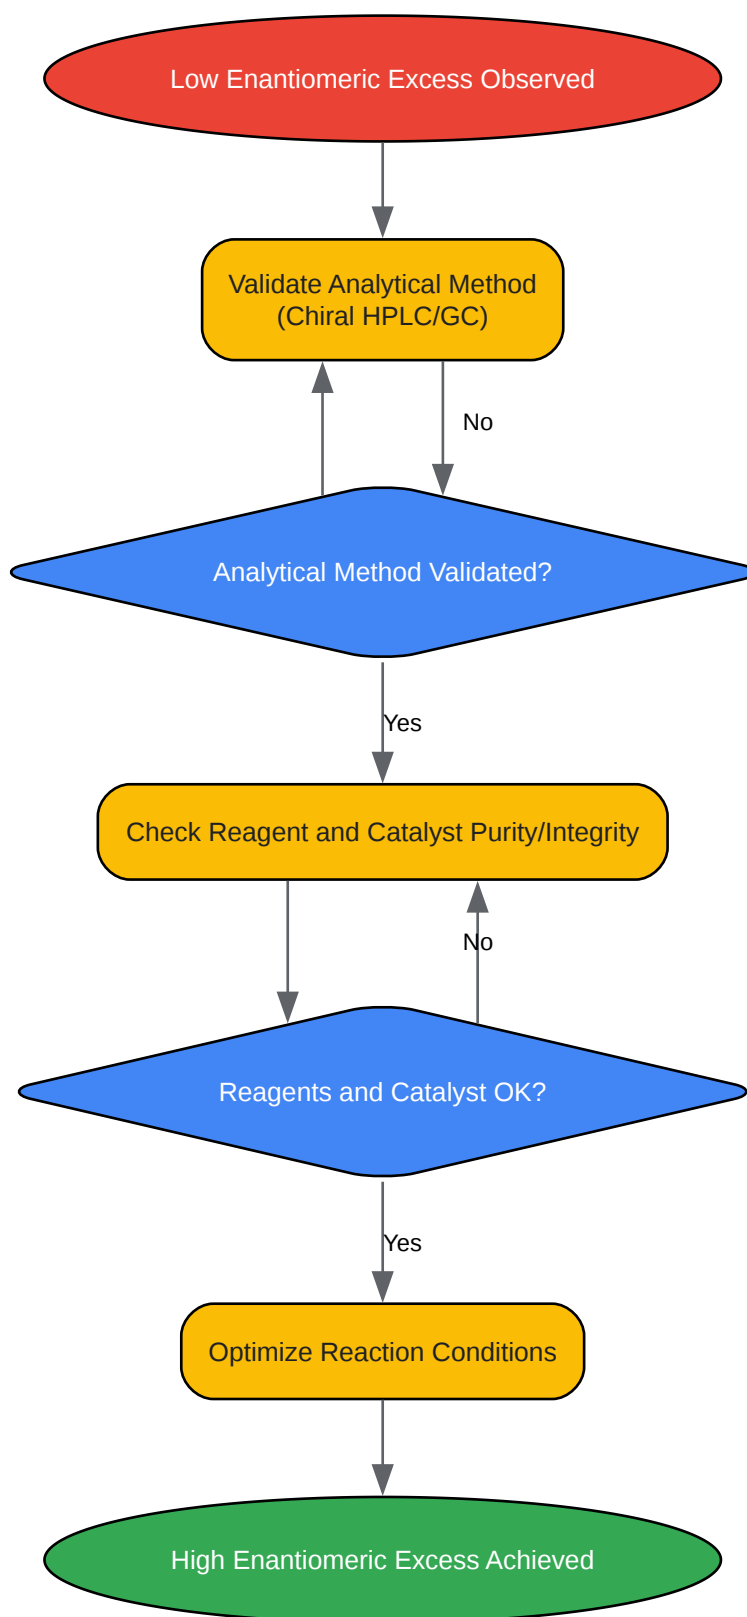 Low Enantiomeric Excess Observed
Validate Analytical Method
(Chiral HPLC/GC)
No
Analytical Method Validated?
Yes
Check Reagent and Catalyst Purity/Integrity
No
Reagents and Catalyst OK?
Yes
Optimize Reaction Conditions
High Enantiomeric Excess Achieved